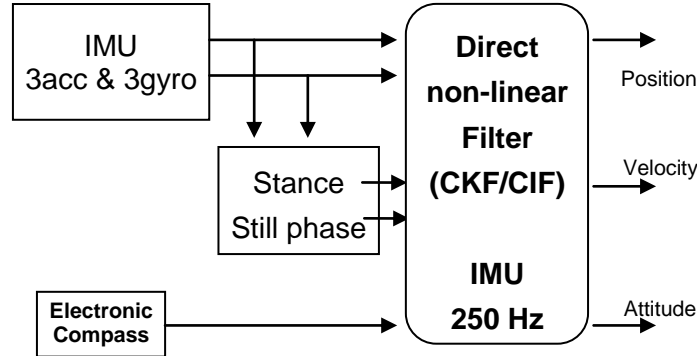 IMU
3acc & 3gyro
Direct
non-linear
Filter
(CKF/CIF)
IMU
250 Hz
Stance
Still phase
Electronic
Compass
Position
Velocity
Attitude